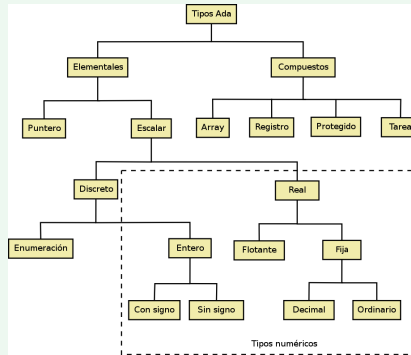 Tipos Ada
Elementales
Compuestos
Puntero
Escalar
Array
Registro
Protegido
Tarea
Discreto
Real
Enumeración
Entero
Flotante
Fija
Con signo
Sin signo
Decimal
Ordinario
Tipos numéricos